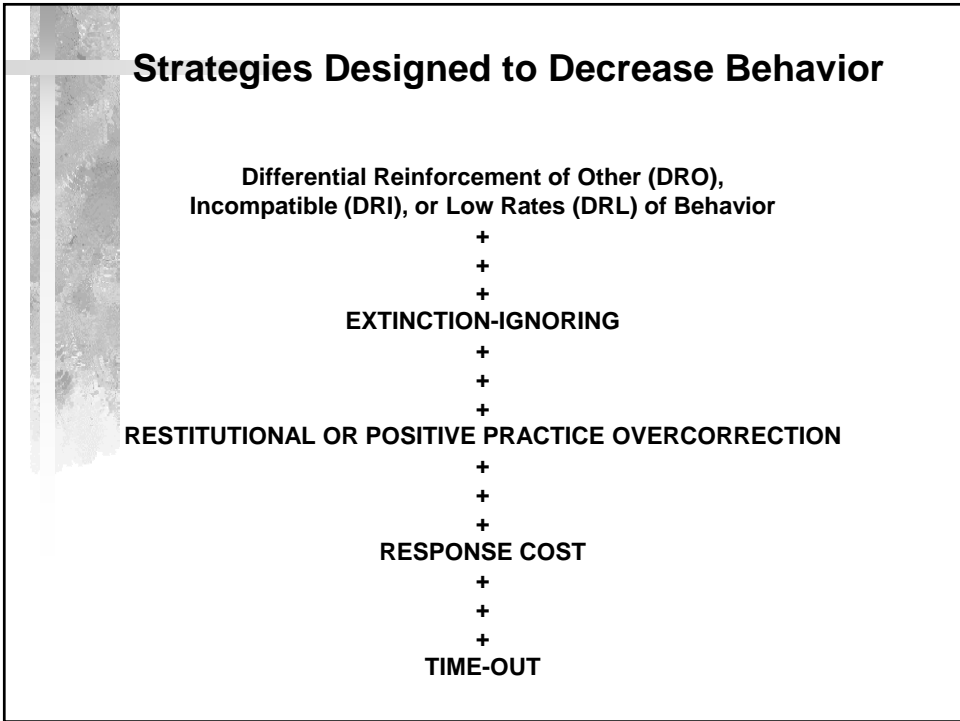 Strategies Designed to Decrease Behavior
Differential Reinforcement of Other (DRO),
Incompatible (DRI), or Low Rates (DRL) of Behavior
+
+
+
EXTINCTION-IGNORING
+
+
+
RESTITUTIONAL OR POSITIVE PRACTICE OVERCORRECTION
+
+
+
RESPONSE COST
+
+
+
TIME-OUT